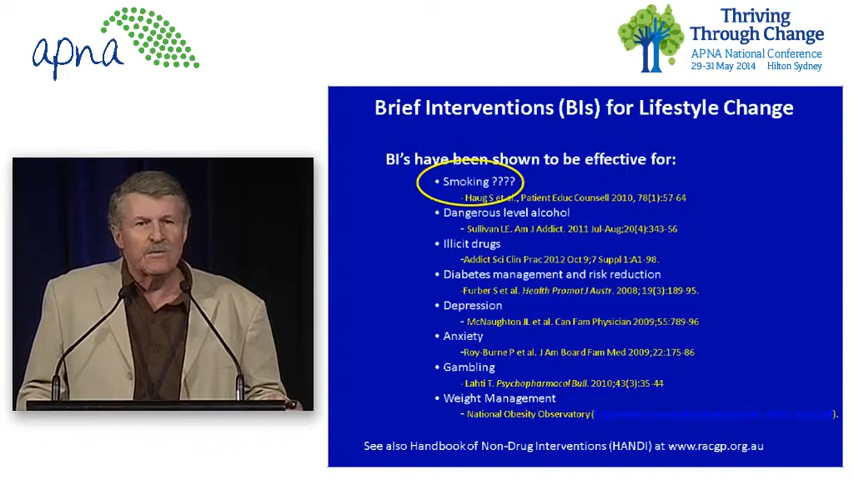 apna
Thriving
Through Change
APNA National Conference
29-31 May 2014 Hilton Sydney
Brief Interventions (BIs) for Lifestyle Change
BI's have been shown to be effective for:
• Smoking ????
- Haug S et al., Patient Educ Counsell 2010, 78(1):57-64
• Dangerous level alcohol
- Sullivan LE. Am J Addict. 2011 Jul-Aug;20(4):343-56
• Illicit drugs
-Addict Sci Clin Prac 2012 Oct 9;7 Suppl 1:A1-98.
• Diabetes management and risk reduction
-Furber S et al. Health Promot J Austr. 2008; 19(3):189-95.
• Depression
- McNaughton JL et al. Can Fam Physician 2009;55:789-96
• Anxiety
-Roy-Burne P et al. J Am Board Fam Med 2009;22:175-86
• Gambling
- Lahti T. Psychopharmacol Bull. 2010;43(3):35-44
• Weight Management
- National Obesity Observatory ( ).
See also Handbook of Non-Drug Interventions (HANDI) at www.racgp.org.au